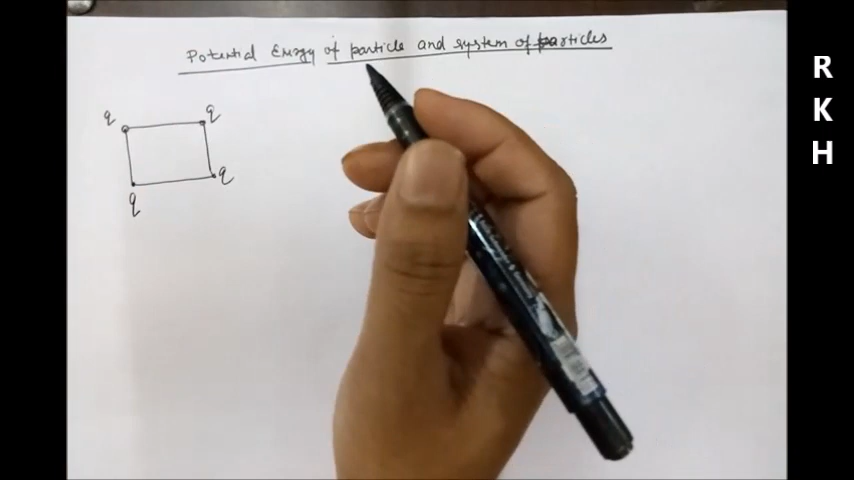 Potential Energy of particle and system of particles
q q
q q
R
K
H